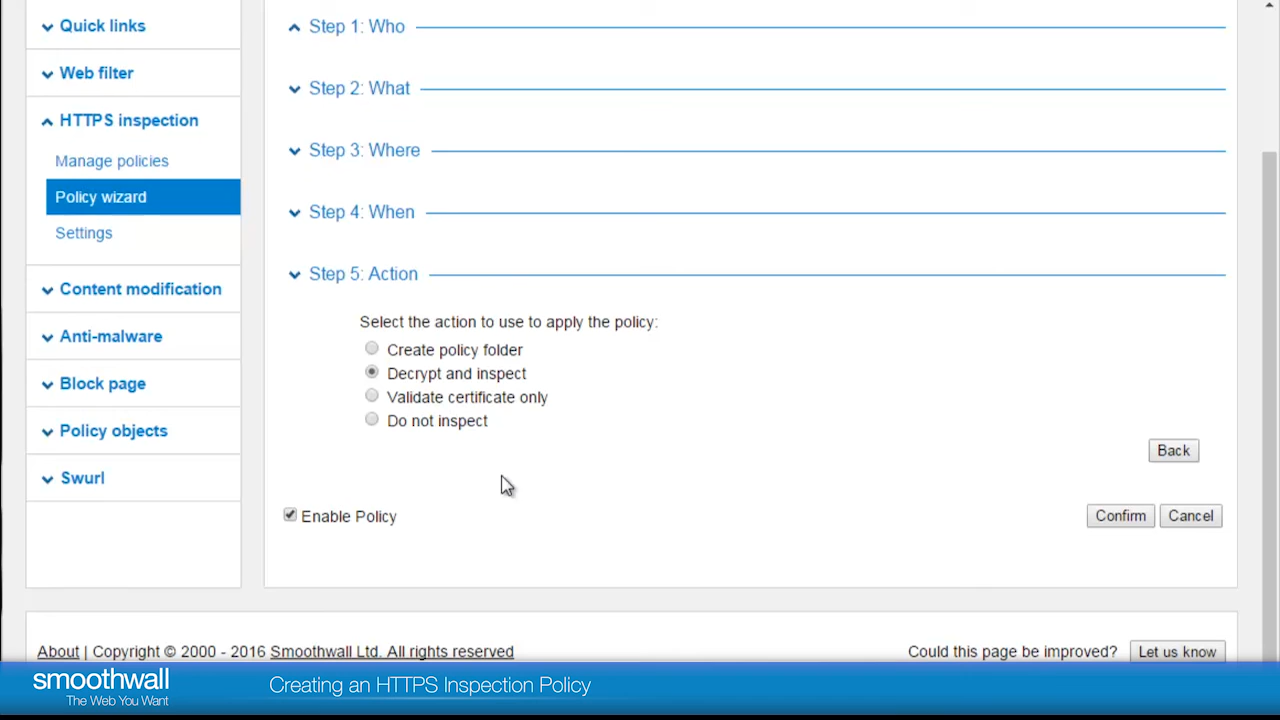 Quick links
Web filter
HTTPS inspection
Manage policies
Policy wizard
Settings
Content modification
Anti-malware
Block page
Policy objects
Swurl
Step 1: Who
Step 2: What
Step 3: Where
Step 4: When
Step 5: Action
Select the action to use to apply the policy:
Create policy folder
Decrypt and inspect
Validate certificate only
Do not inspect
Back
Enable Policy
Confirm Cancel
About | Copyright © 2000 - 2016 Smoothwall Ltd. All rights reserved
Could this page be improved? Let us know
smoothwall
The Web You Want
Creating an HTTPS Inspection Policy